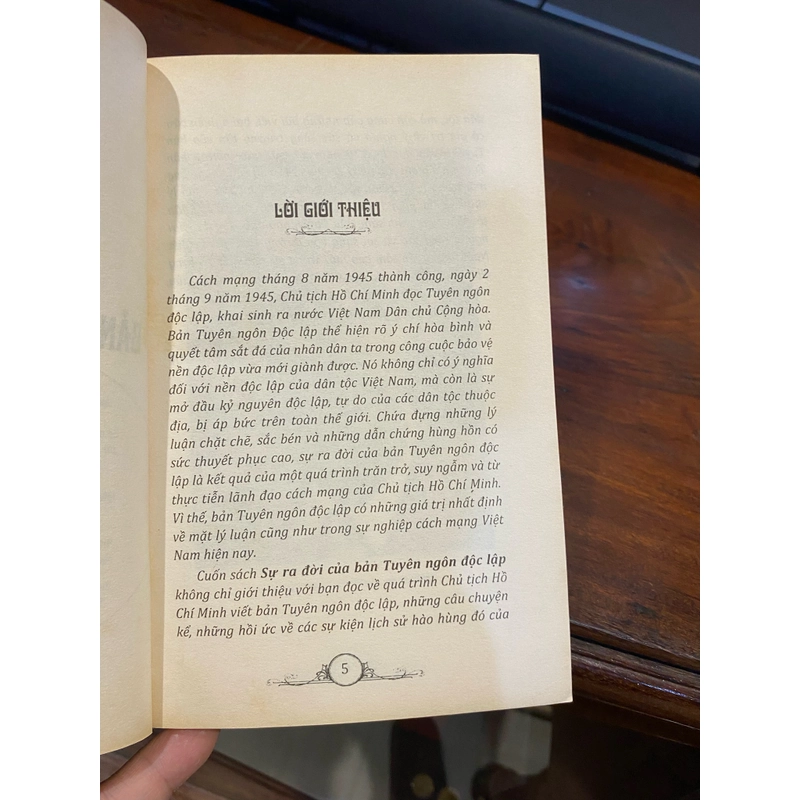 LỜI GIỚI THIỆU
Cách mạng tháng 8 năm 1945 thành công, ngày 2
tháng 9 năm 1945, Chủ tịch Hồ Chí Minh đọc Tuyên ngôn
độc lập, khai sinh ra nước Việt Nam Dân chủ Cộng hòa.
Bản Tuyên ngôn Độc lập thể hiện rõ ý chí hòa bình và
quyết tâm sắt đá của nhân dân ta trong công cuộc bảo vệ
nền độc lập vừa mới giành được. Nó không chỉ có ý nghĩa
đối với nền độc lập của dân tộc Việt Nam, mà còn là sự
mở đầu kỷ nguyên độc lập, tự do của các dân tộc thuộc
địa, bị áp bức trên toàn thế giới. Chứa đựng những lý
luận chặt chẽ, sắc bén và những dẫn chứng hùng hồn có
sức thuyết phục cao, sự ra đời của bản Tuyên ngôn độc
lập là kết quả của một quá trình trăn trở, suy ngẫm và từ
thực tiễn lãnh đạo cách mạng của Chủ tịch Hồ Chí Minh.
Vì thế, bản Tuyên ngôn độc lập có những giá trị nhất định
về mặt lý luận cũng như trong sự nghiệp cách mạng Việt
Nam hiện nay.
Cuốn sách Sự ra đời của bản Tuyên ngôn độc lập
không chỉ giới thiệu với bạn đọc về quá trình Chủ tịch Hồ
Chí Minh viết bản Tuyên ngôn độc lập, những câu chuyện
kể, những hồi ức về các sự kiện lịch sử hào hùng đó của
5